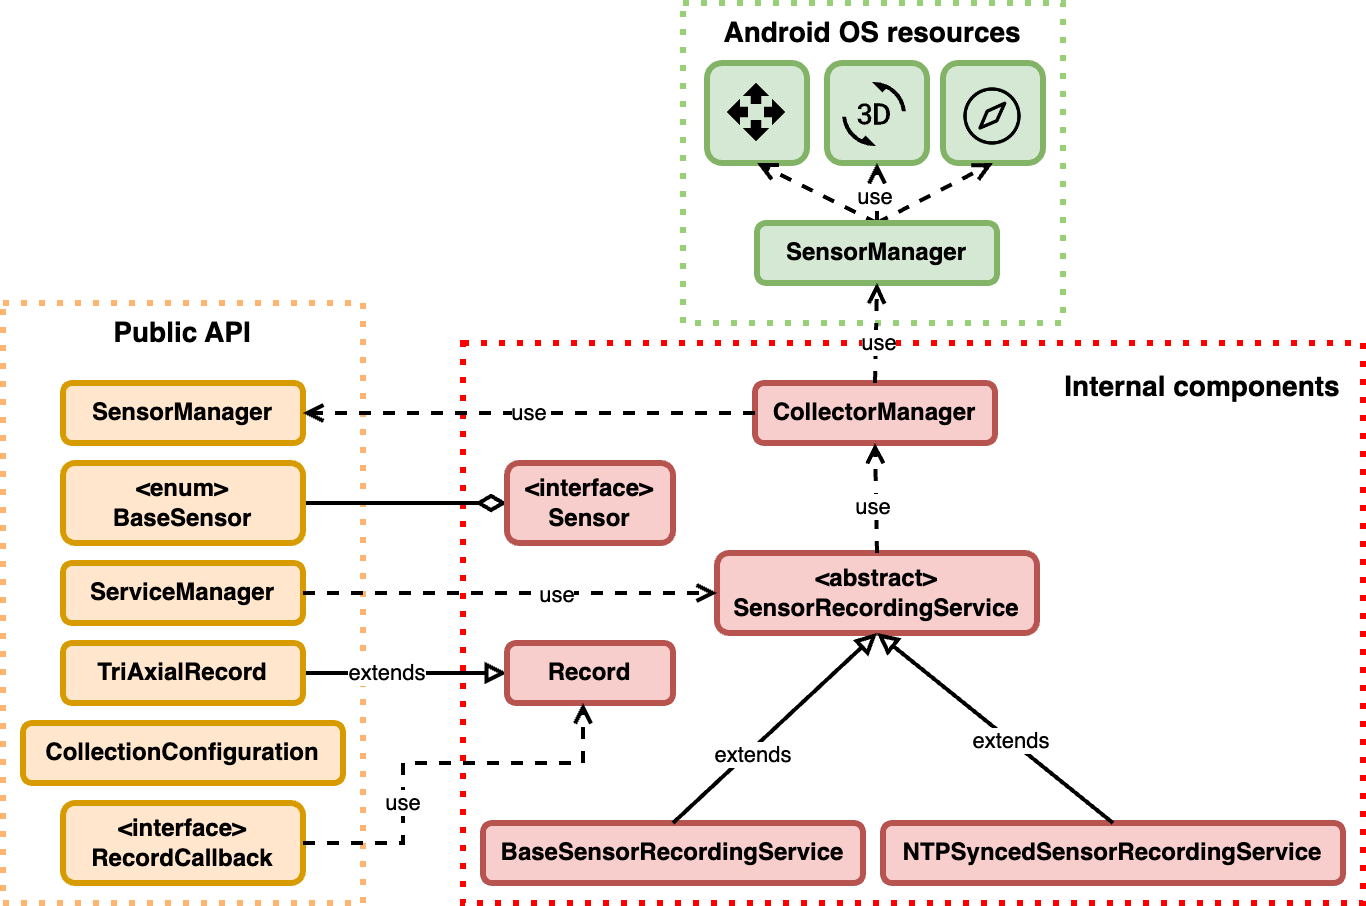 Android OS resources
3D
use
SensorManager
use
Public API
Internal components
SensorManager
use
CollectorManager
<enum>
BaseSensor
<interface>
Sensor
use
ServiceManager
use
<abstract>
SensorRecordingService
TriAxialRecord
extends
Record
CollectionConfiguration
extends
extends
use
<interface>
RecordCallback
BaseSensorRecordingService
NTPSyncedSensorRecordingService